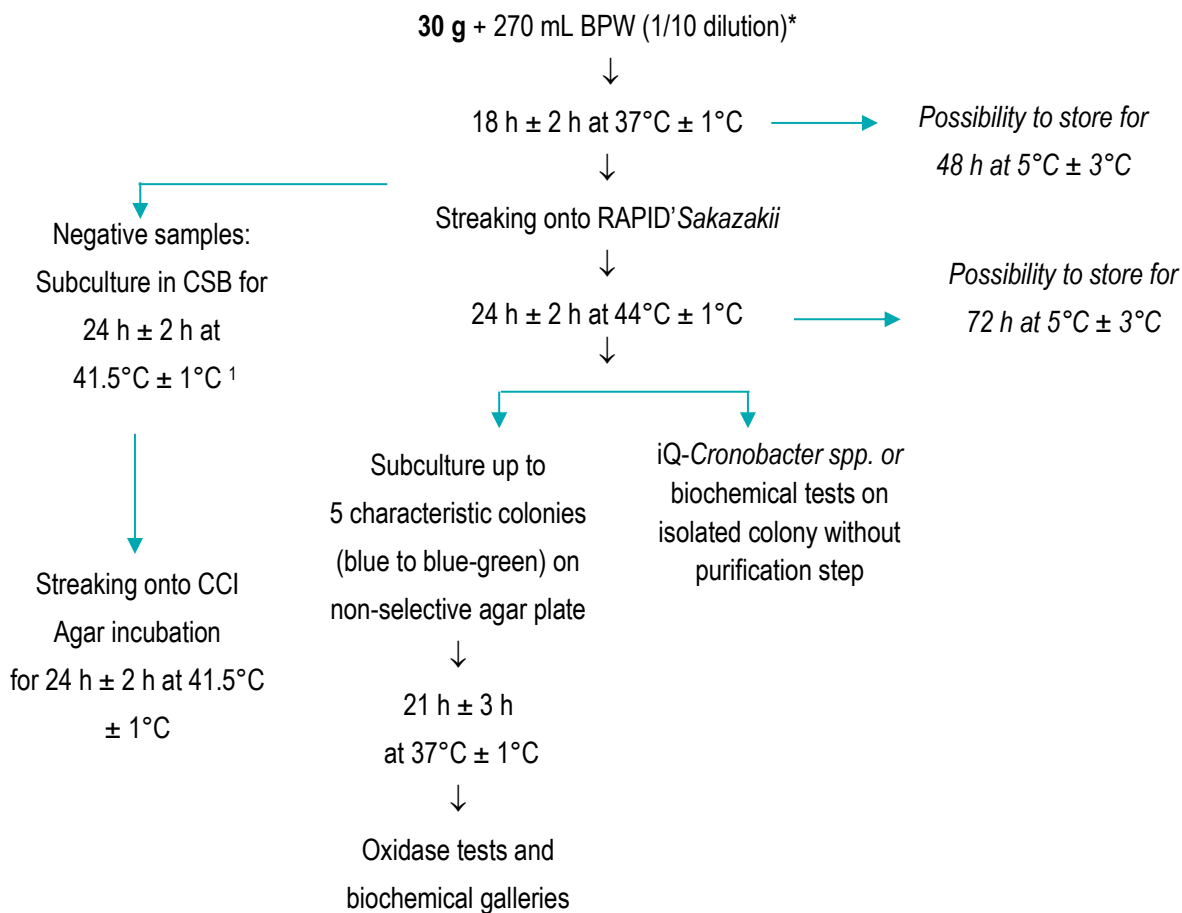 30 g + 270 mL BPW (1/10 dilution)*
↓
18 h ± 2 h at 37°C ± 1°C
Possibility to store for
48 h at 5°C ± 3°C
↓
Streaking onto RAPID'Sakazakii
↓
24 h ± 2 h at 44°C ± 1°C
Possibility to store for
72 h at 5°C ± 3°C
↓
Negative samples:
Subculture in CSB for
24 h ± 2 h at
41.5°C ± 1°C ¹
Streaking onto CCI
Agar incubation
for 24 h ± 2 h at 41.5°C
± 1°C
Subculture up to
5 characteristic colonies
(blue to blue-green) on
non-selective agar plate
↓
21 h ± 3 h
at 37°C ± 1°C
↓
Oxidase tests and
biochemical galleries
iQ-Cronobacter spp. or
biochemical tests on
isolated colony without
purification step